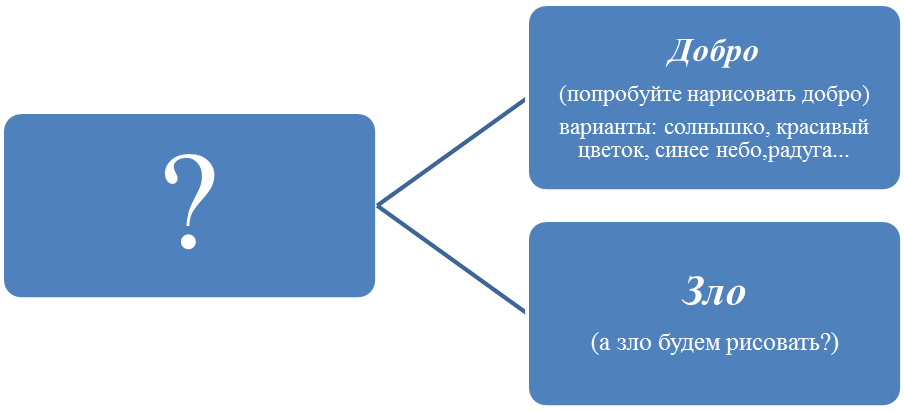 ?
Добро
(попробуйте нарисовать добро)
варианты: солнышко, красивый
цветок, синее небо,радуга...
Зло
(а зло будем рисовать?)